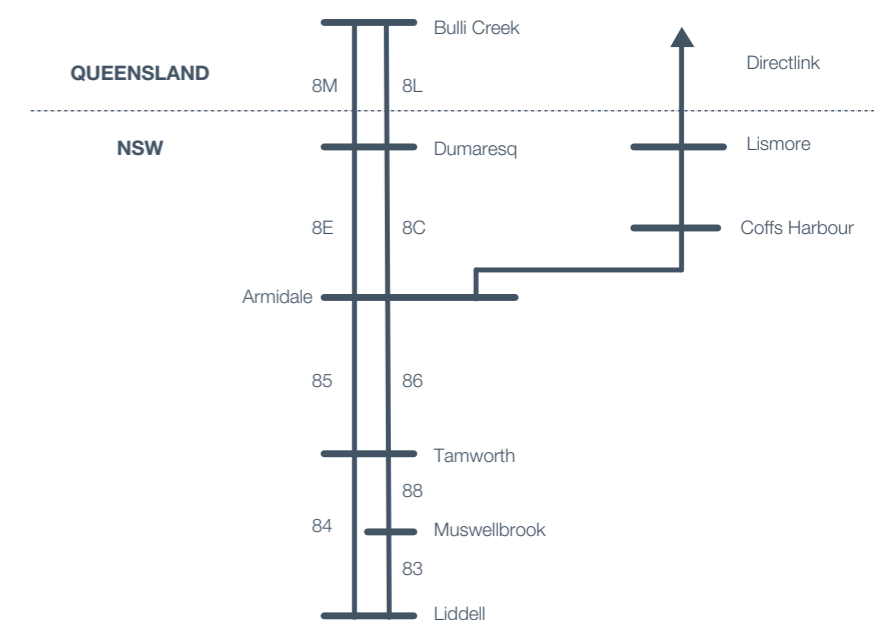 Bulli Creek
Directlink
QUEENSLAND
8M
8L
NSW
Dumaresq
Lismore
8E
8C
Coffs Harbour
Armidale
85
86
Tamworth
88
84
Muswellbrook
83
Liddell